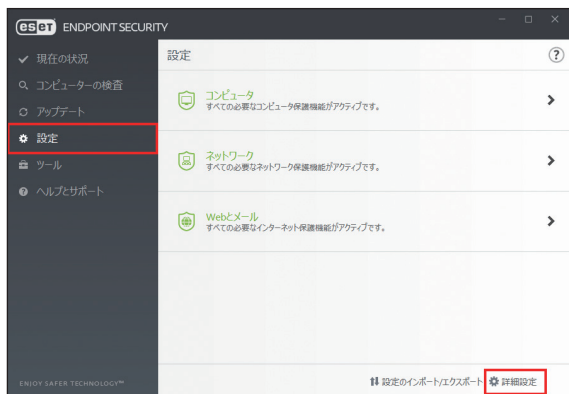 eset ENDPOINT SECURITY
現在の状況
コンピューターの検査
アップデート
設定
ツール
ヘルプとサポート
ENJOY SAFER TECHNOLOGY™
設定
?
コンピュータ
すべての必要なコンピュータ保護機能がアクティブです。
ネットワーク
すべての必要なネットワーク保護機能がアクティブです。
Webとメール
すべての必要なインターネット保護機能がアクティブです。
設定のインポート/エクスポート
詳細設定